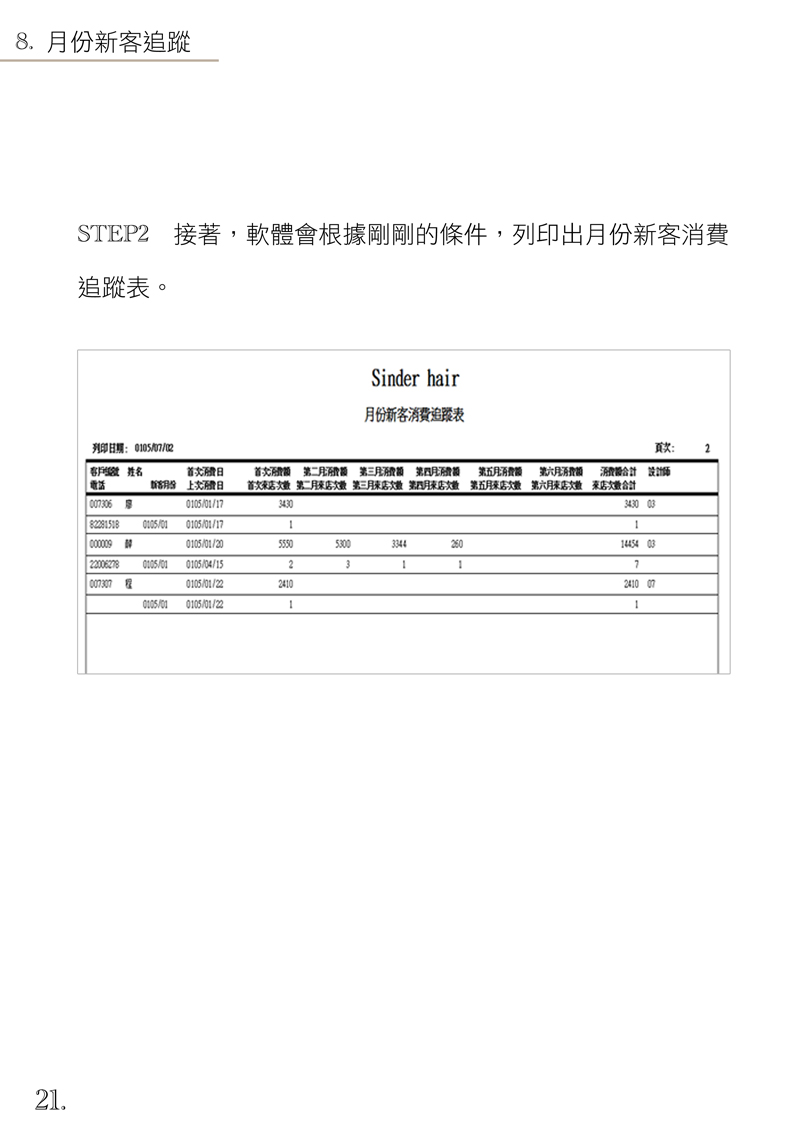 8. 月份新客追蹤
STEP2 接著，軟體會根據剛剛的條件，列印出月份新客消費
追蹤表。
Sinder hair
月份新客消費追蹤表
列印日期: 0105/07/02 頁次: 2
客戶編號 姓名 首次消費日 首次消費額 第二月消費額 第三月消費額 第四月消費額 第五月消費額 第六月消費額 消費額合計 設計師
電話 新客月份 上次消費日 首次來店次數 第二月來店次數 第三月來店次數 第四月來店次數 第五月來店次數 第六月來店次數 來店次數合計
007306 廖 0105/01/17 3430 3430 03
82281518 0105/01 0105/01/17 1 1
000009 0105/01/20 5550 5300 3344 260 14454 03
22006278 0105/01 0105/04/15 2 3 1 1 7
007307 程 0105/01/22 2410 2410 07
0105/01 0105/01/22 1 1
21.